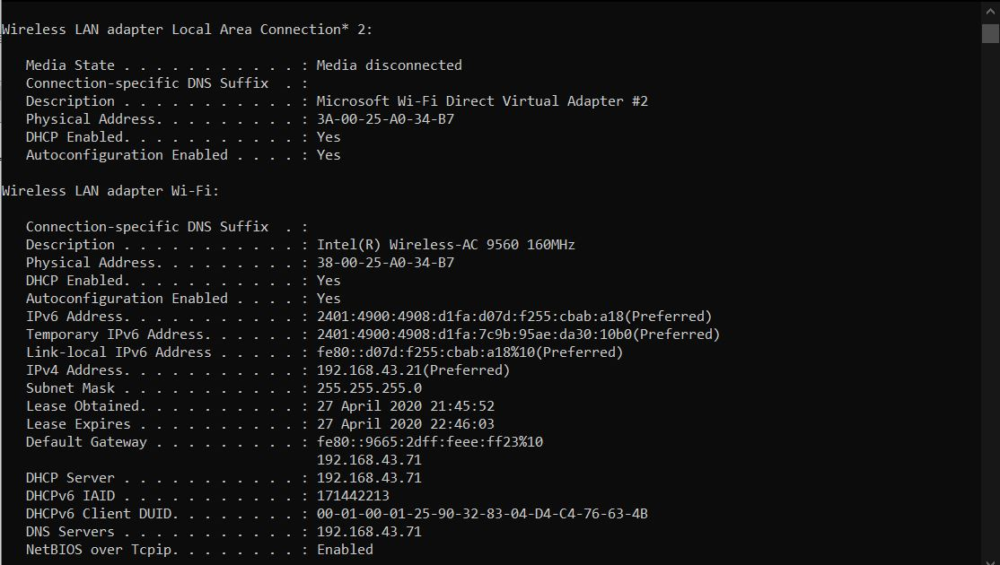 Wireless LAN adapter Local Area Connection* 2:
Media State . . . . . . . . . . . : Media disconnected
Connection-specific DNS Suffix  . :
Description . . . . . . . . . . . : Microsoft Wi-Fi Direct Virtual Adapter #2
Physical Address. . . . . . . . . : 3A-00-25-A0-34-B7
DHCP Enabled. . . . . . . . . . . : Yes
Autoconfiguration Enabled . . . . : Yes
Wireless LAN adapter Wi-Fi:
Connection-specific DNS Suffix  . :
Description . . . . . . . . . . . : Intel(R) Wireless-AC 9560 160MHz
Physical Address. . . . . . . . . : 38-00-25-A0-34-B7
DHCP Enabled. . . . . . . . . . . : Yes
Autoconfiguration Enabled . . . . : Yes
IPv6 Address. . . . . . . . . . . : 2401:4900:4908:d1fa:d07d:f255:cbab:a18(Preferred)
Temporary IPv6 Address. . . . . . : 2401:4900:4908:d1fa:7c9b:95ae:da30:10b0(Preferred)
Link-local IPv6 Address . . . . . : fe80::d07d:f255:cbab:a18%10(Preferred)
IPv4 Address. . . . . . . . . . . : 192.168.43.21(Preferred)
Subnet Mask . . . . . . . . . . . : 255.255.255.0
Lease Obtained. . . . . . . . . . : 27 April 2020 21:45:52
Lease Expires . . . . . . . . . . : 27 April 2020 22:46:03
Default Gateway . . . . . . . . . : fe80::9665:2dff:feee:ff23%10
192.168.43.71
DHCP Server . . . . . . . . . . . : 192.168.43.71
DHCPv6 IAID . . . . . . . . . . . : 171442213
DHCPv6 Client DUID. . . . . . . . : 00-01-00-01-25-90-32-83-04-D4-C4-76-63-4B
DNS Servers . . . . . . . . . . . : 192.168.43.71
NetBIOS over Tcpip. . . . . . . . : Enabled